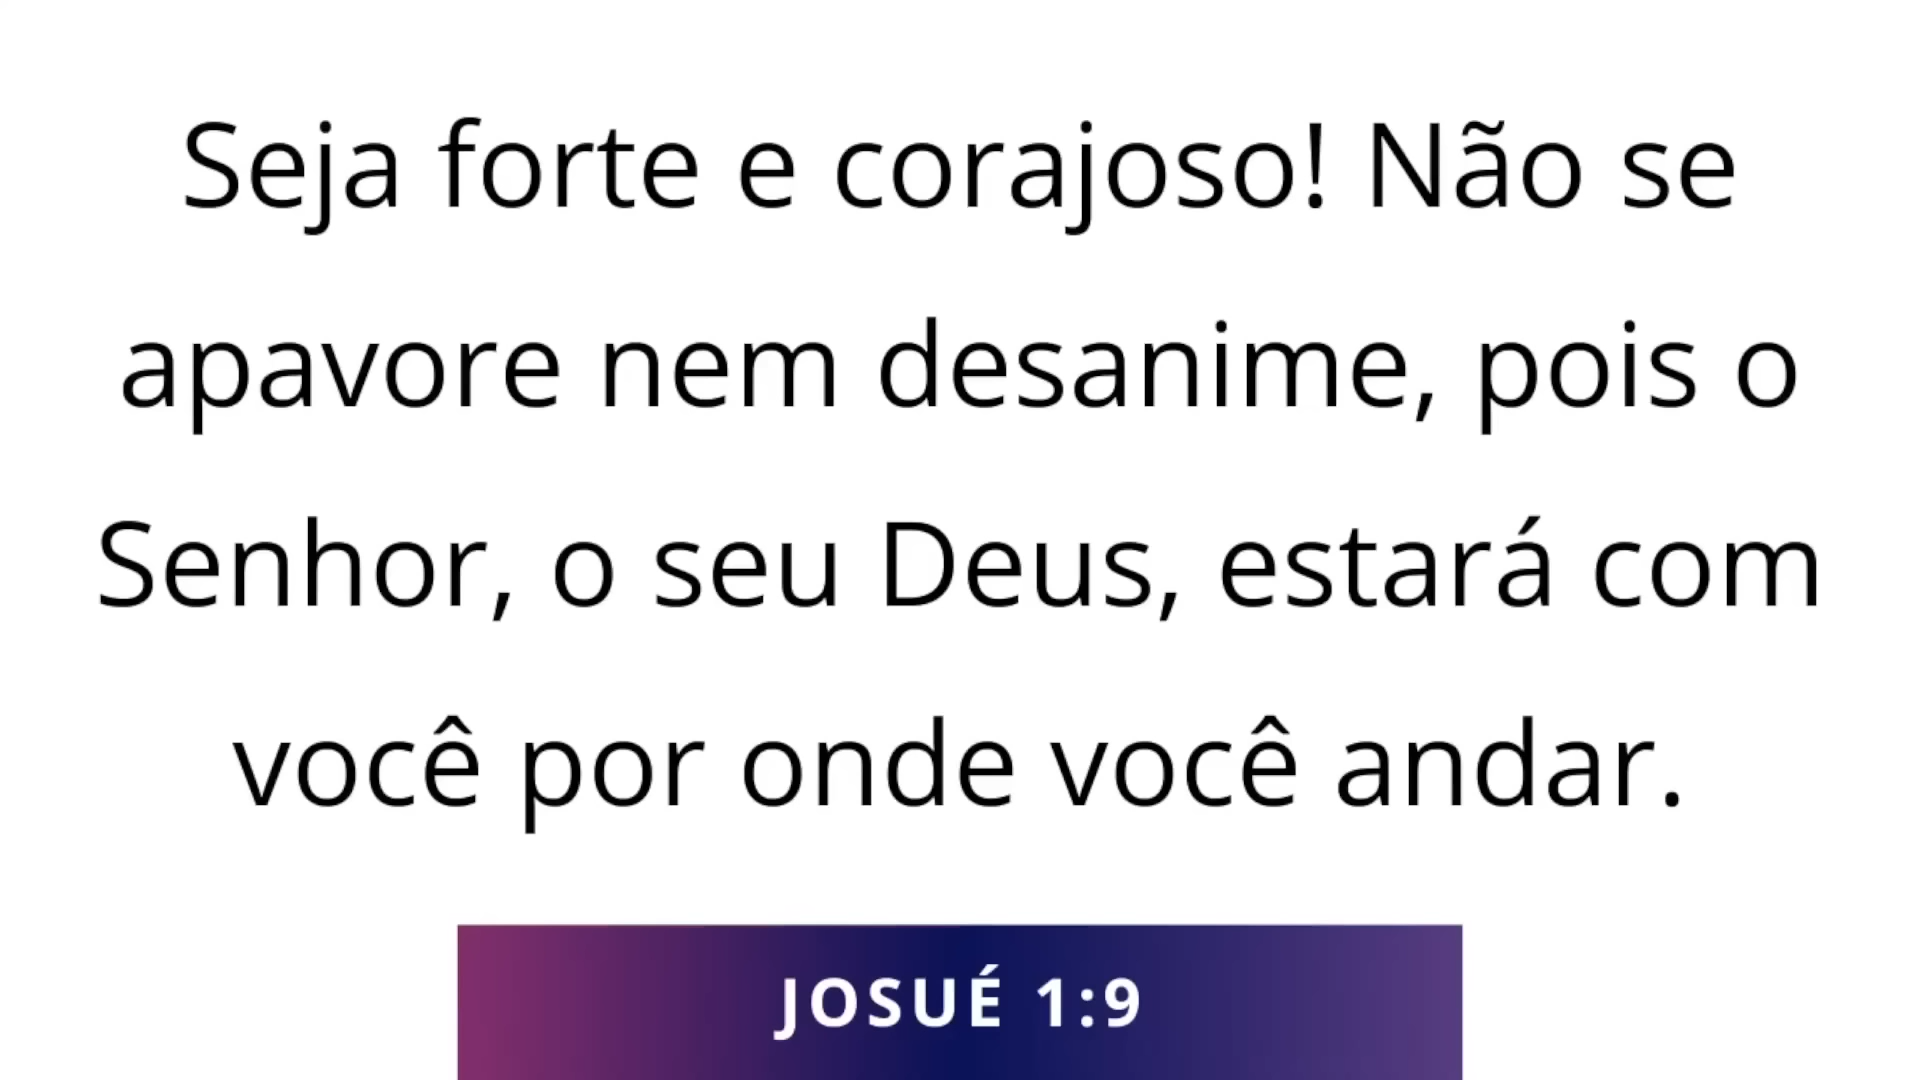 Seja forte e corajoso! Não se
apavore nem desanime, pois o
Senhor, o seu Deus, estará com
você por onde você andar.
JOSUÉ 1:9